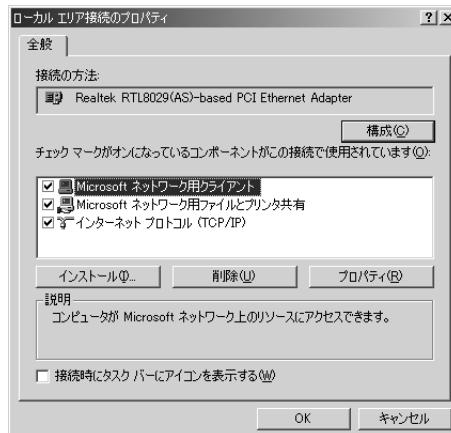 ローカル エリア接続のプロパティ
全般
接続の方法:
Realtek RTL8029(AS)-based PCI Ethernet Adapter
構成(C)
チェック マークがオンになっているコンポーネントがこの接続で使用されています(O):
Microsoft ネットワーク用クライアント
Microsoft ネットワーク用ファイルとプリンタ共有
インターネット プロトコル (TCP/IP)
インストール(I)... 削除(U) プロパティ(R)
説明
コンピュータが Microsoft ネットワーク上のリソースにアクセスできます。
接続時にタスク バーにアイコンを表示する(W)
OK キャンセル